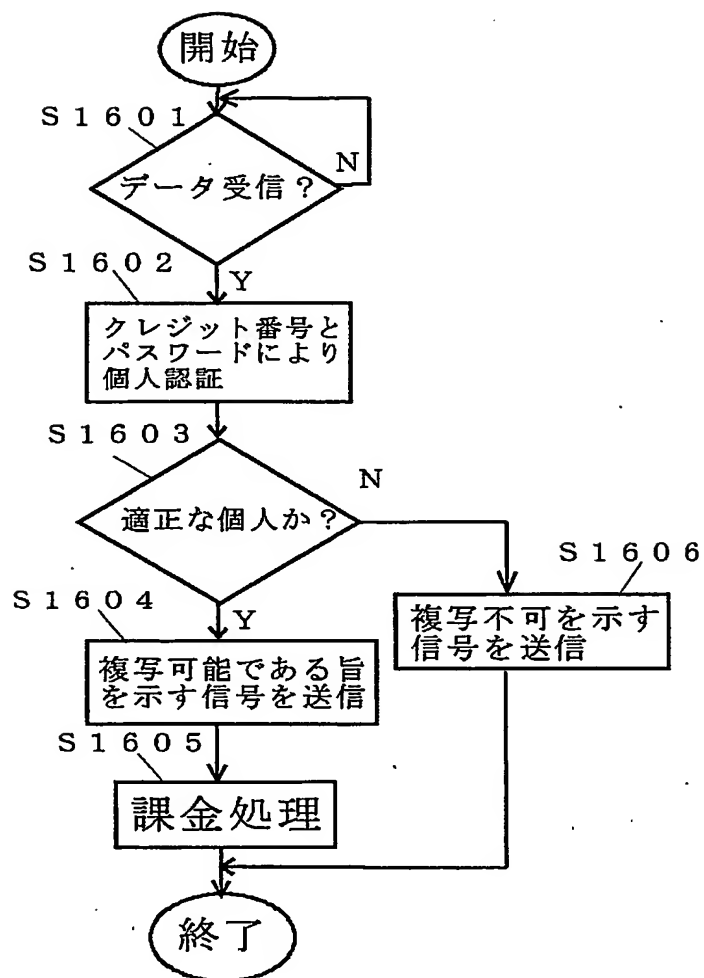 開始
S1601
データ受信？
N
S1602
Y
クレジット番号と
パスワードにより
個人認証
S1603
N
適正な個人か？
S1606
S1604
Y
複写不可を示す
信号を送信
複写可能である旨
を示す信号を送信
S1605
課金処理
終了